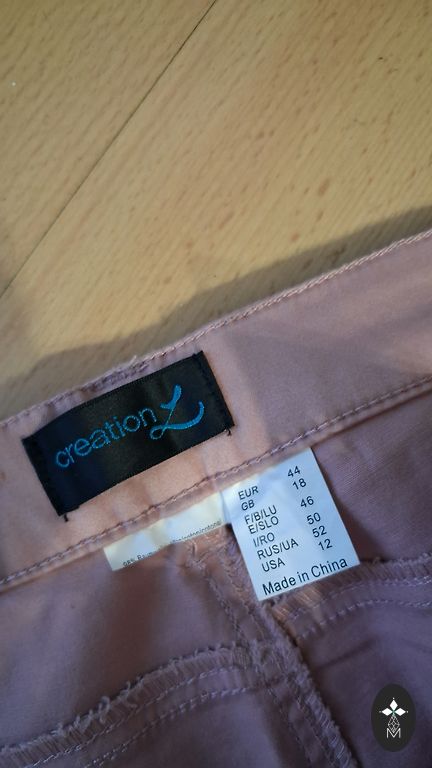 creation L
EUR 44
GB 18
F/B/LU 46
E/SLO
I/RO 50
RUS/UA 52
USA 12
Made in China
M